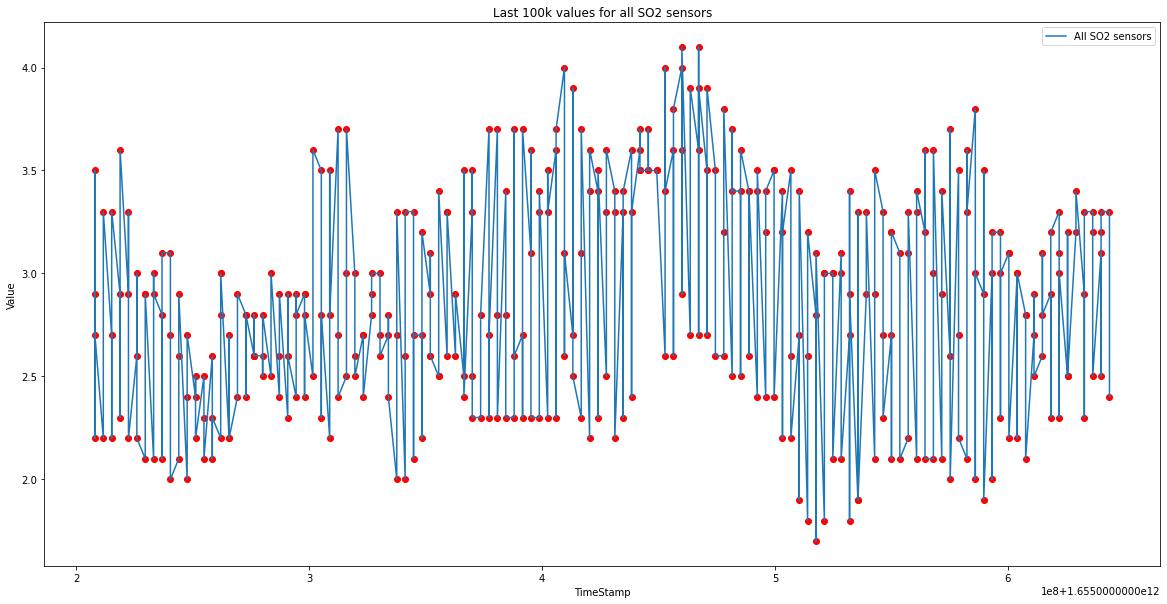 Last 100k values for all SO2 sensors
All SO2 sensors
4.0
3.5
3.0
2.5
2.0
Value
2 3 4 5 6
TimeStamp
1e8+1.6550000000e12